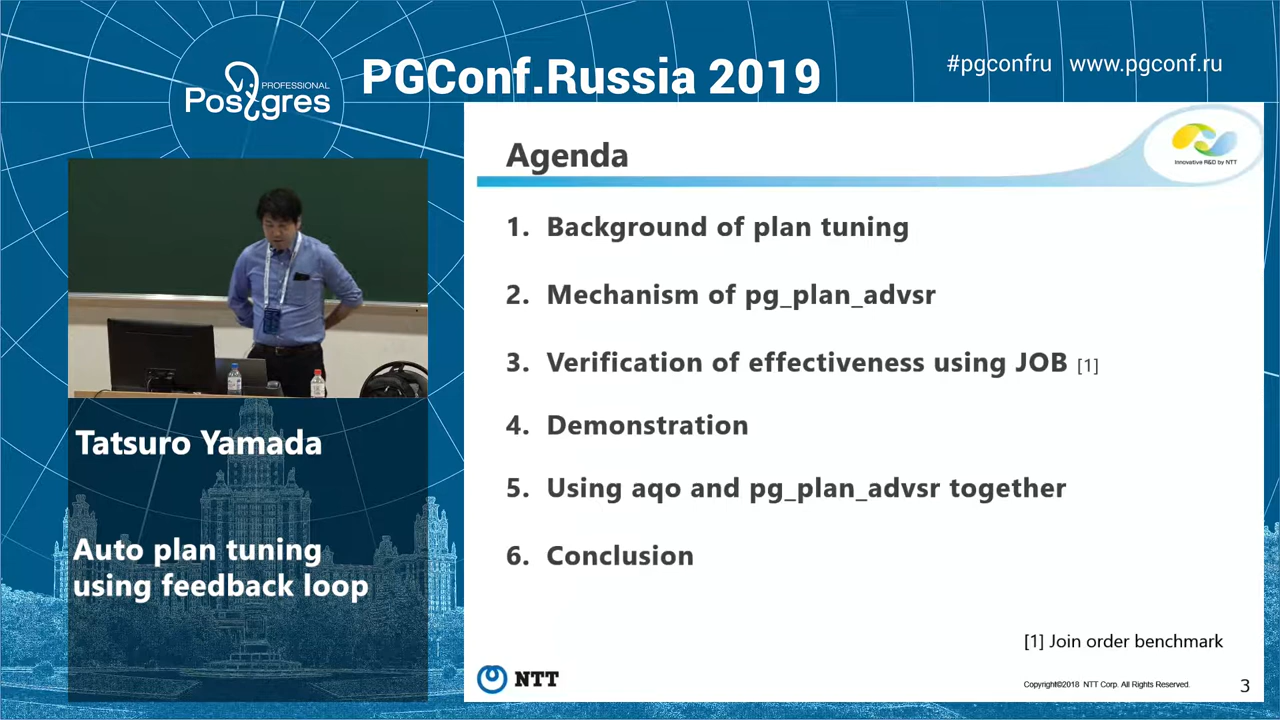 PROFESSIONAL
Postgres
PGConf.Russia 2019
#pgconfru www.pgconf.ru
Agenda
Innovative R&D by NTT
1. Background of plan tuning
2. Mechanism of pg_plan_advsr
3. Verification of effectiveness using JOB [1]
4. Demonstration
5. Using aqo and pg_plan_advsr together
6. Conclusion
[1] Join order benchmark
NTT
Copyright©2018 NTT Corp. All Rights Reserved.
3
Tatsuro Yamada
Auto plan tuning
using feedback loop